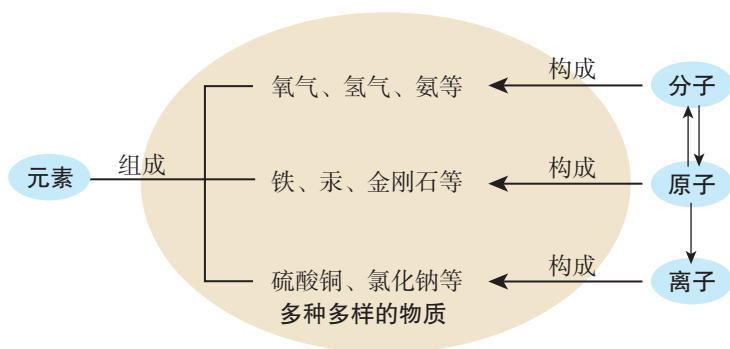 氧气、氢气、氨等
构成
分子
元素
组成
铁、汞、金刚石等
构成
原子
硫酸铜、氯化钠等
构成
离子
多种多样的物质